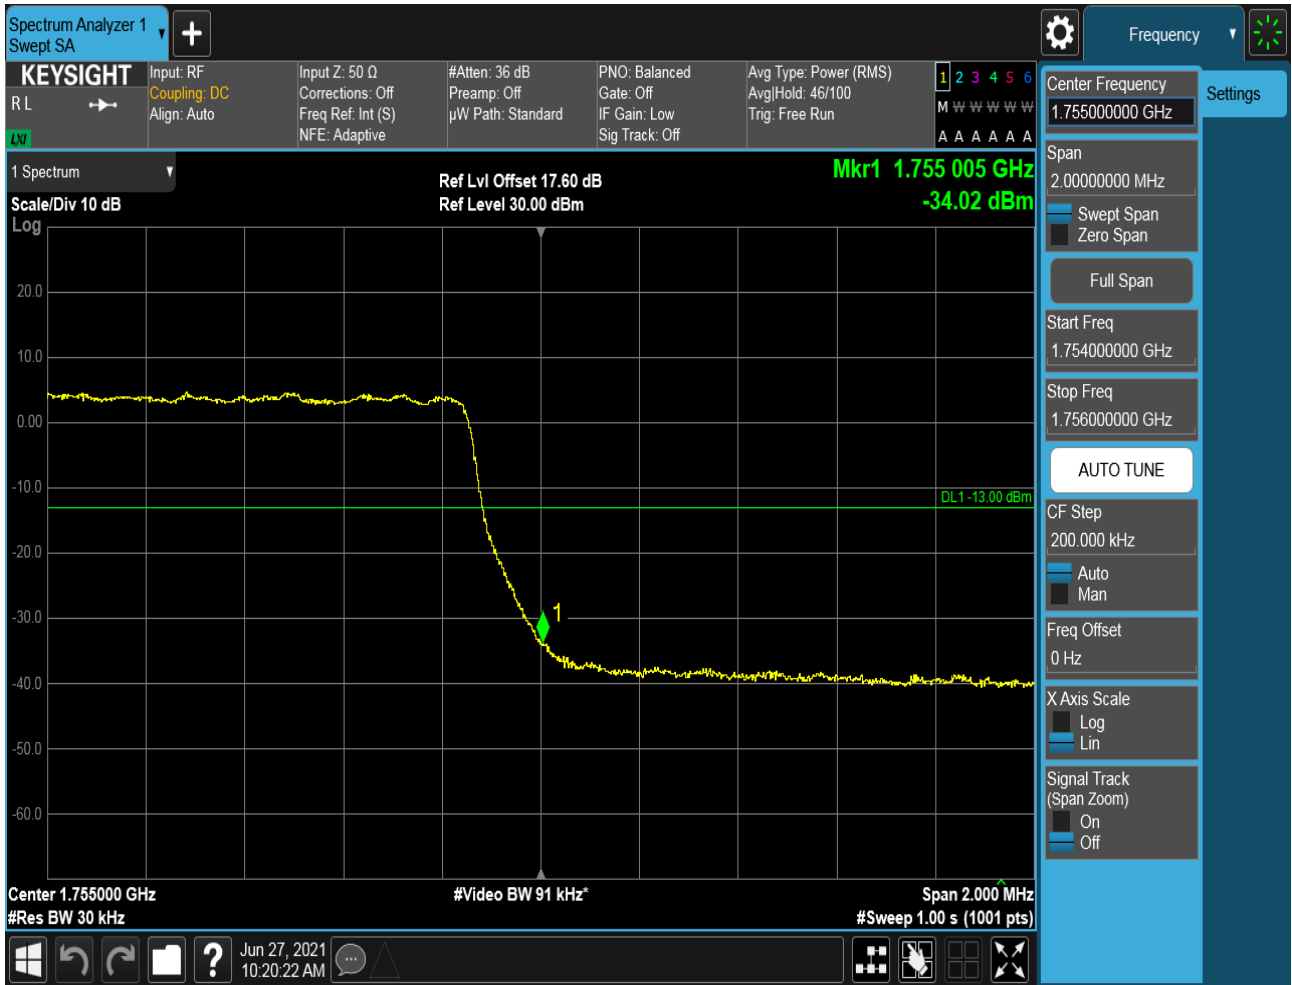 Spectrum Analyzer 1
Swept SA
Frequency
KEYSIGHT
R L
LXI
Input: RF
Coupling: DC
Align: Auto
Input Z: 50 Ω
Corrections: Off
Freq Ref: Int (S)
NFE: Adaptive
#Atten: 36 dB
Preamp: Off
µW Path: Standard
PNO: Balanced
Gate: Off
IF Gain: Low
Sig Track: Off
Avg Type: Power (RMS)
Avg|Hold: 46/100
Trig: Free Run
1 2 3 4 5 6
M W W W W W
A A A A A A
Center Frequency
1.755000000 GHz
Settings
Span
2.00000000 MHz
Swept Span
Zero Span
Full Span
Start Freq
1.754000000 GHz
Stop Freq
1.756000000 GHz
AUTO TUNE
CF Step
200.000 kHz
Auto
Man
Freq Offset
0 Hz
X Axis Scale
Log
Lin
Signal Track
(Span Zoom)
On
Off
1 Spectrum
Scale/Div 10 dB
Log
Ref Lvl Offset 17.60 dB
Ref Level 30.00 dBm
Mkr1 1.755 005 GHz
-34.02 dBm
20.0
10.0
0.00
-10.0
DL1 -13.00 dBm
-20.0
-30.0
1
-40.0
-50.0
-60.0
Center 1.755000 GHz
#Video BW 91 kHz*
Span 2.000 MHz
#Res BW 30 kHz
#Sweep 1.00 s (1001 pts)
?
Jun 27, 2021
10:20:22 AM